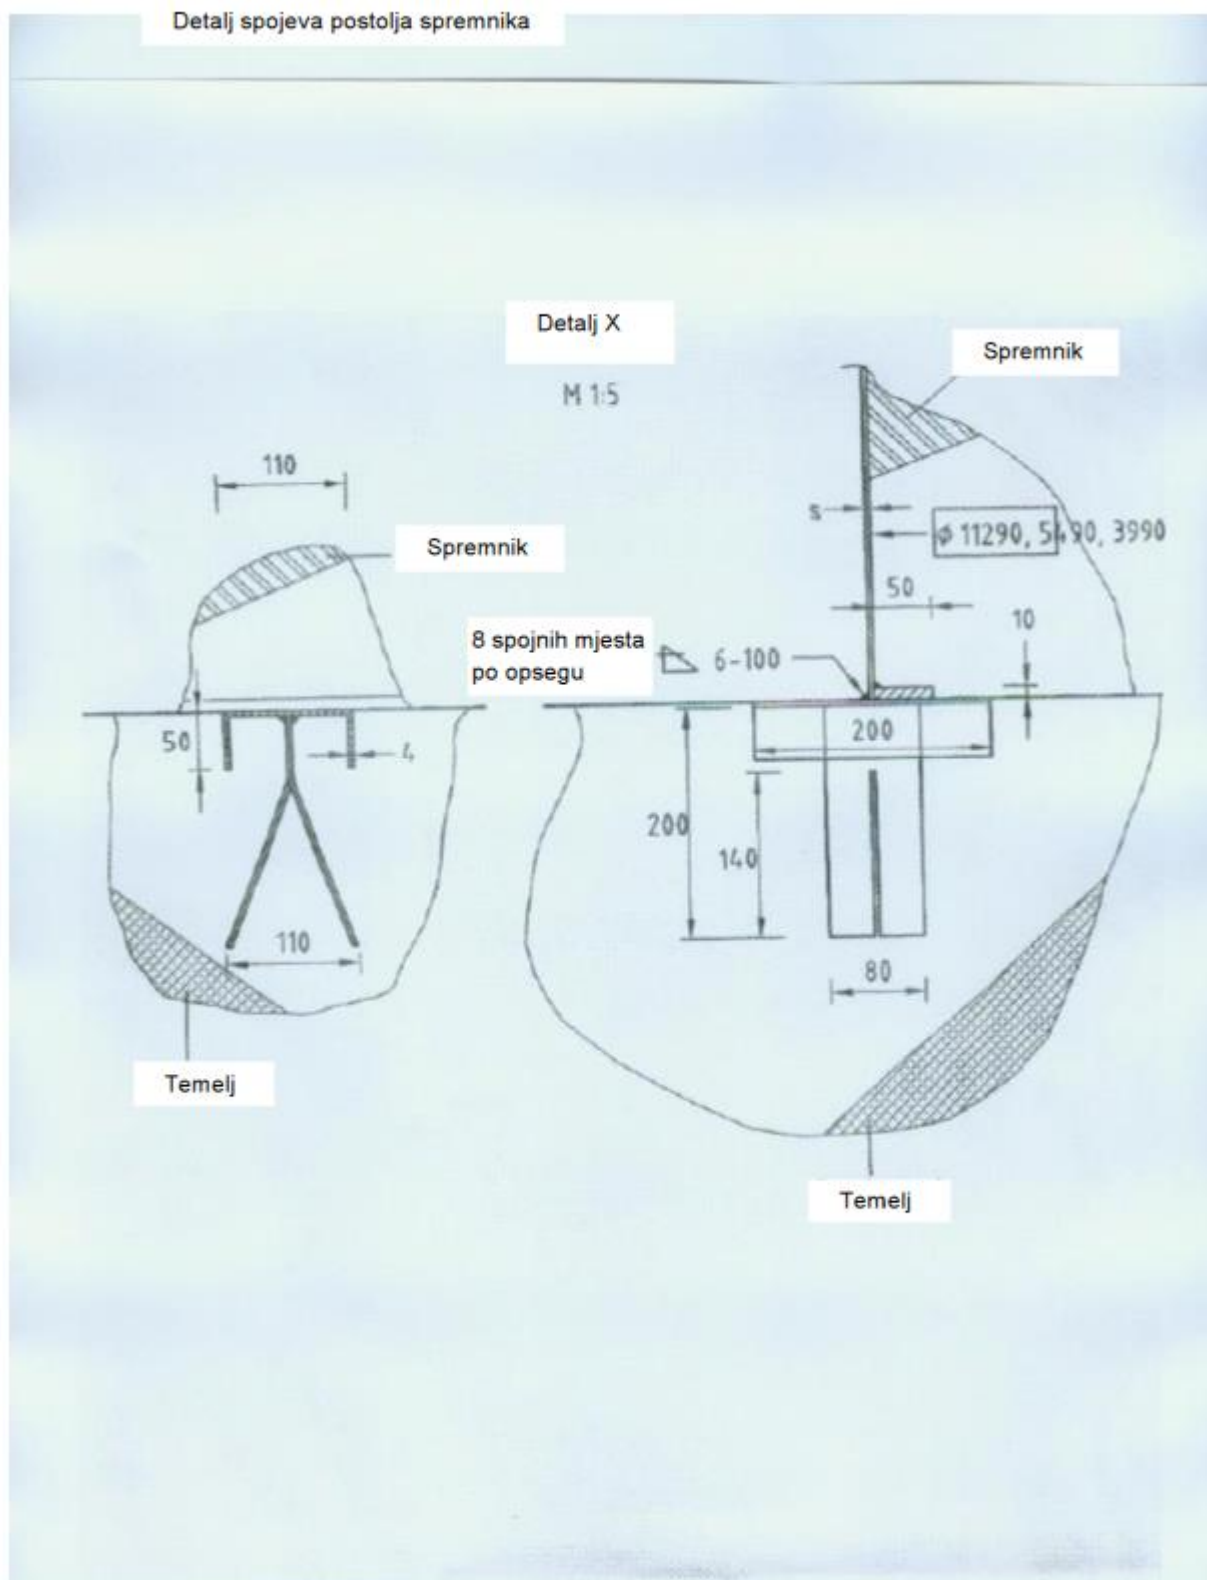 Detalj spojeva postolja spremnika
Detalj X
M 1:5
Spremnik
110
s
Φ 11290, 5490, 3990
Spremnik
50
10
8 spojnih mjesta
po opsegu
6-100
50
4
200
200
140
110
80
Temelj
Temelj